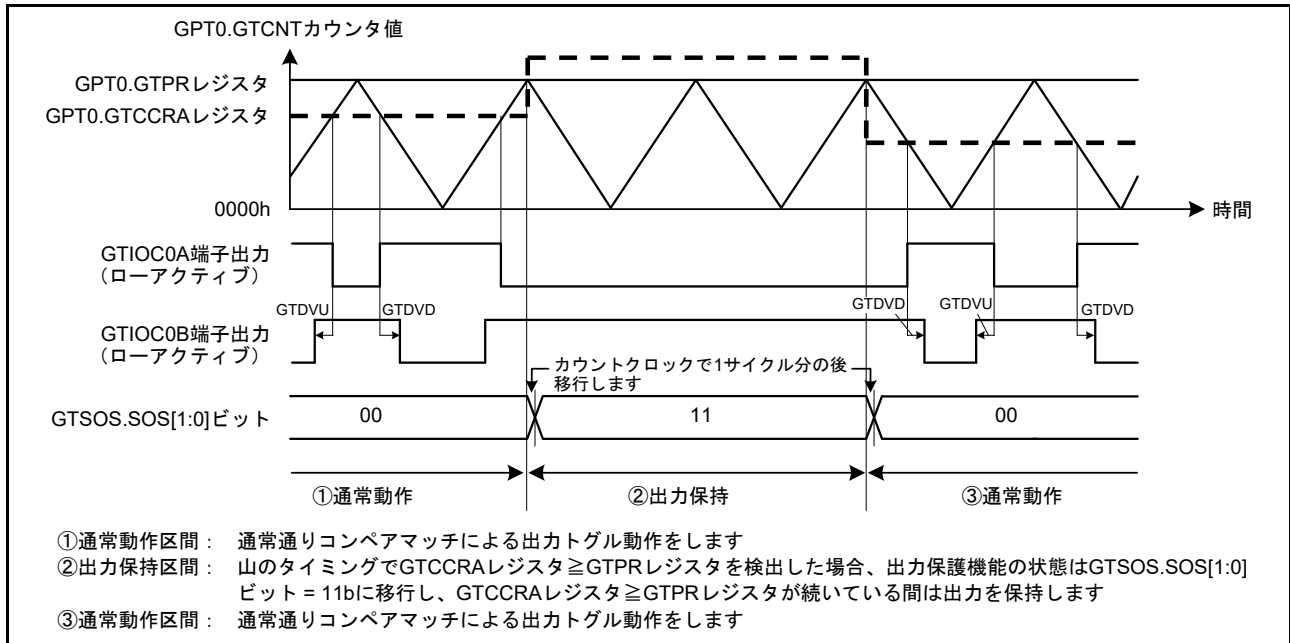 GPT0.GTCNTカウンタ値
GPT0.GTPRレジスタ
GPT0.GTCCRAレジスタ
0000h
時間
GTIOC0A端子出力
(ローアクティブ)
GTDVU
GTDVD
GTDVD
GTDVU
GTDVD
GTIOC0B端子出力
(ローアクティブ)
カウントクロックで1サイクル分の後
移行します
GTSOS.SOS[1:0]ビット
00
11
00
①通常動作
②出力保持
③通常動作
①通常動作区間： 通常通りコンペアマッチによる出力トグル動作をします
②出力保持区間： 山のタイミングでGTCCRAレジスタ≧GTPRレジスタを検出した場合、出力保護機能の状態はGTSOS.SOS[1:0]
ビット = 11bに移行し、GTCCRAレジスタ≧GTPRレジスタが続いている間は出力を保持します
③通常動作区間： 通常通りコンペアマッチによる出力トグル動作をします